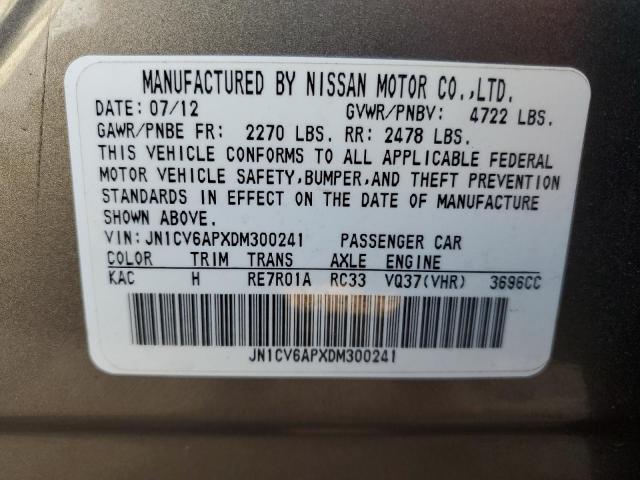 MANUFACTURED BY NISSAN MOTOR CO.,LTD.
DATE: 07/12 GVWR/PNBV: 4722 LBS.
GAWR/PNBE FR: 2270 LBS. RR: 2478 LBS.
THIS VEHICLE CONFORMS TO ALL APPLICABLE FEDERAL
MOTOR VEHICLE SAFETY,BUMPER,AND THEFT PREVENTION
STANDARDS IN EFFECT ON THE DATE OF MANUFACTURE
SHOWN ABOVE.
VIN:JN1CV6APXDM300241 PASSENGER CAR
COLOR TRIM TRANS AXLE ENGINE
KAC H RE7R01A RC33 VQ37(VHR) 3696CC
JN1CV6APXDM300241